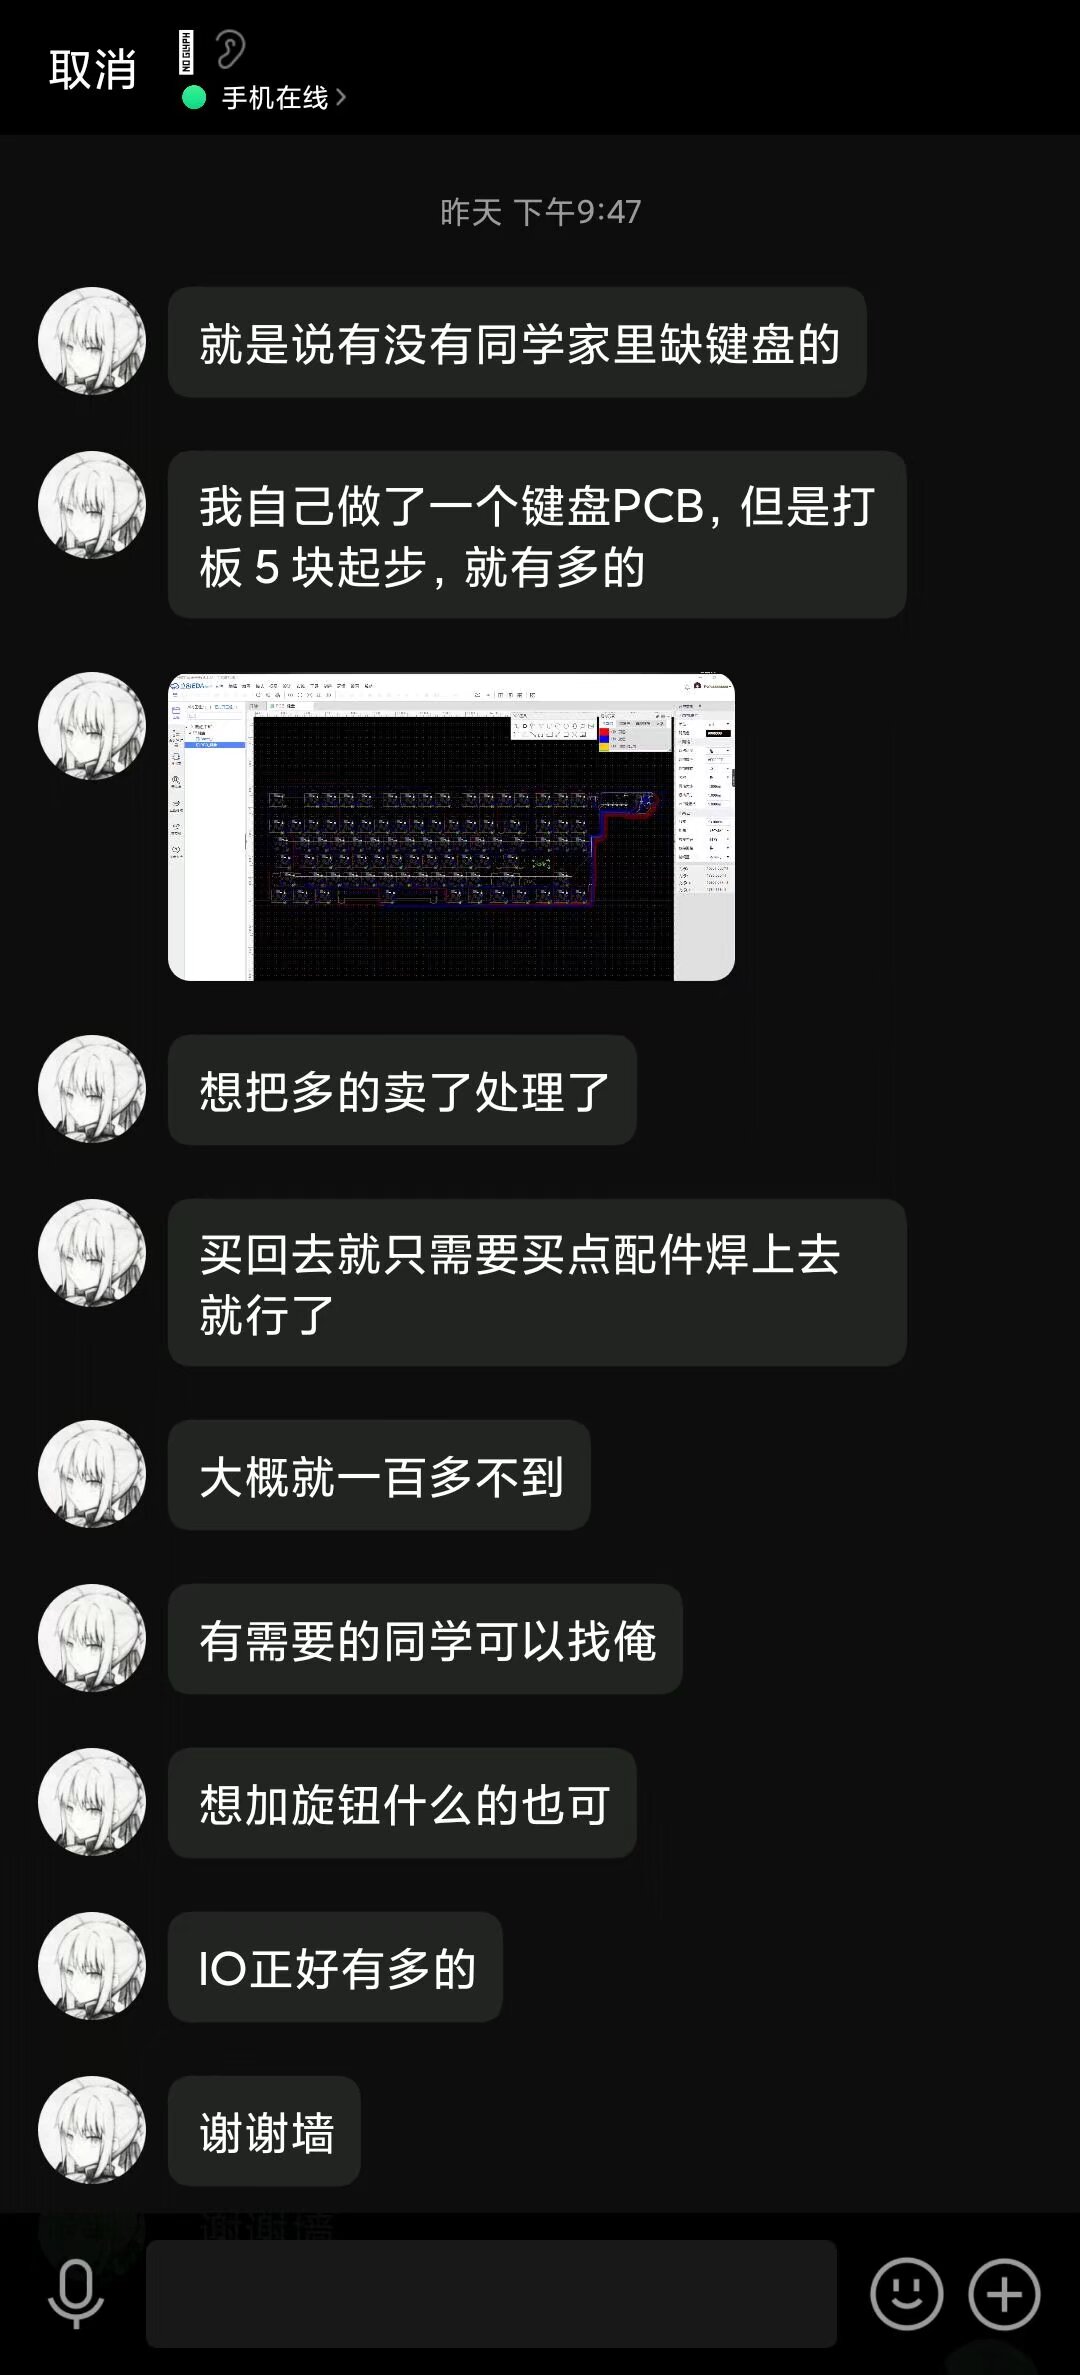 取消
NO GLYPH
手机在线
昨天 下午9:47
就是说有没有同学家里缺键盘的
我自己做了一个键盘PCB，但是打
板 5 块起步，就有多的
想把多的卖了处理了
买回去就只需要买点配件焊上去
就行了
大概就一百多不到
有需要的同学可以找俺
想加旋钮什么的也可
IO正好有多的
谢谢墙
谢谢墙